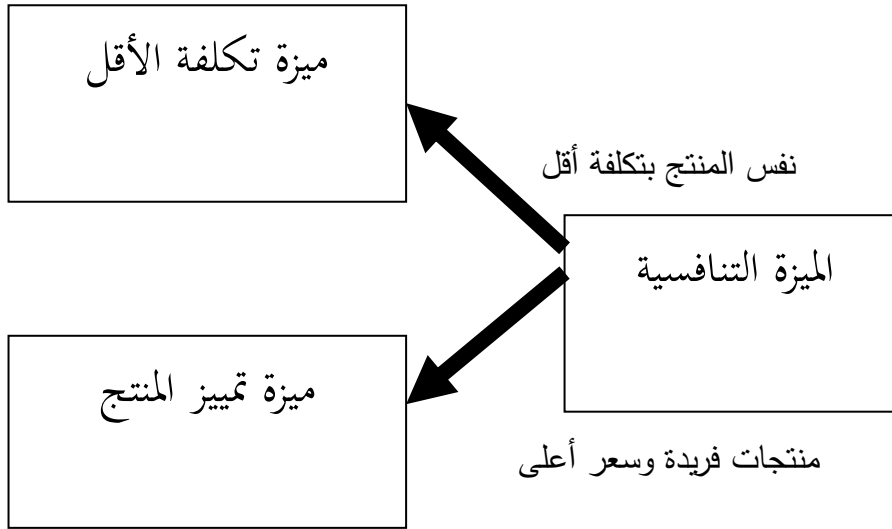 ميزة تكلفة الأقل
نفس المنتج بتكلفة أقل
الميزة التنافسية
ميزة تمييز المنتج
منتجات فريدة وسعر أعلى